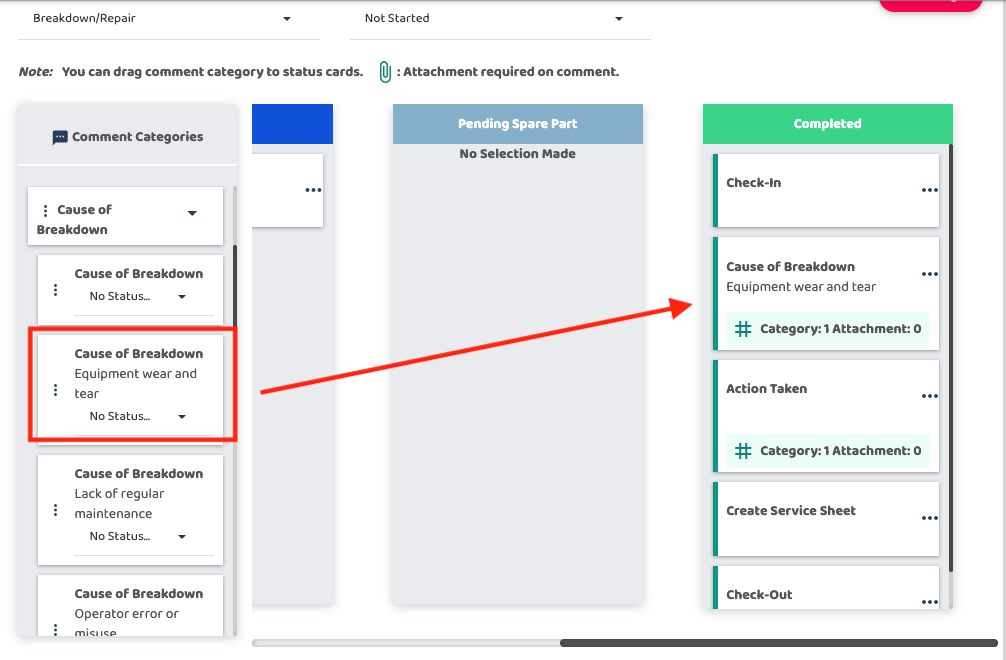 Breakdown/Repair
Not Started
Note: You can drag comment category to status cards. : Attachment required on comment.
Comment Categories
Cause of
Breakdown
Cause of Breakdown
No Status...
Cause of Breakdown
Equipment wear and
tear
No Status...
Cause of Breakdown
Lack of regular
maintenance
No Status...
Cause of Breakdown
Operator error or
misuse
Pending Spare Part
No Selection Made
Completed
Check-In
Cause of Breakdown
Equipment wear and tear
# Category: 1 Attachment: 0
Action Taken
# Category: 1 Attachment: 0
Create Service Sheet
Check-Out